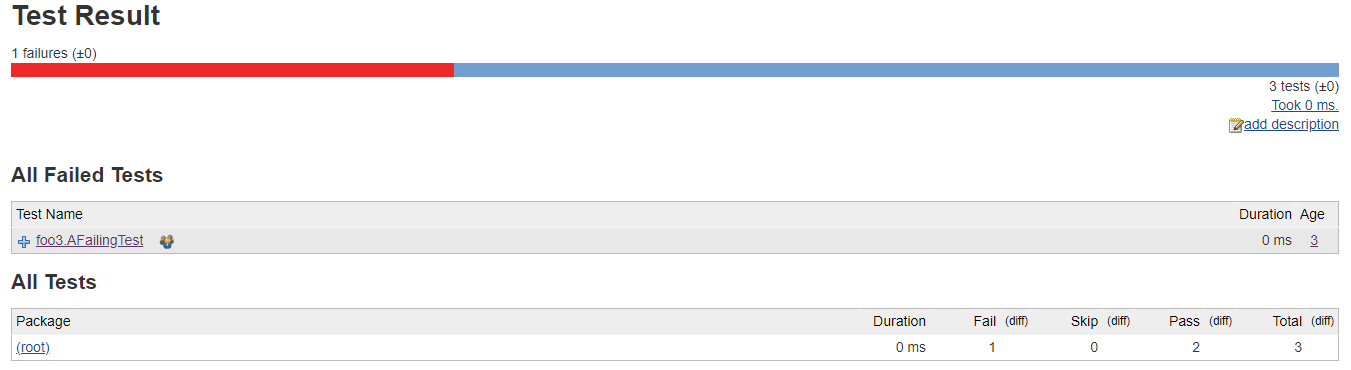 Test Result
1 failures (±0)
3 tests (±0)
Took 0 ms.
add description
All Failed Tests
Test Name Duration Age
foo3.AFailingTest 0 ms 3
All Tests
Package Duration Fail (diff) Skip (diff) Pass (diff) Total (diff)
(root) 0 ms 1 0 2 3